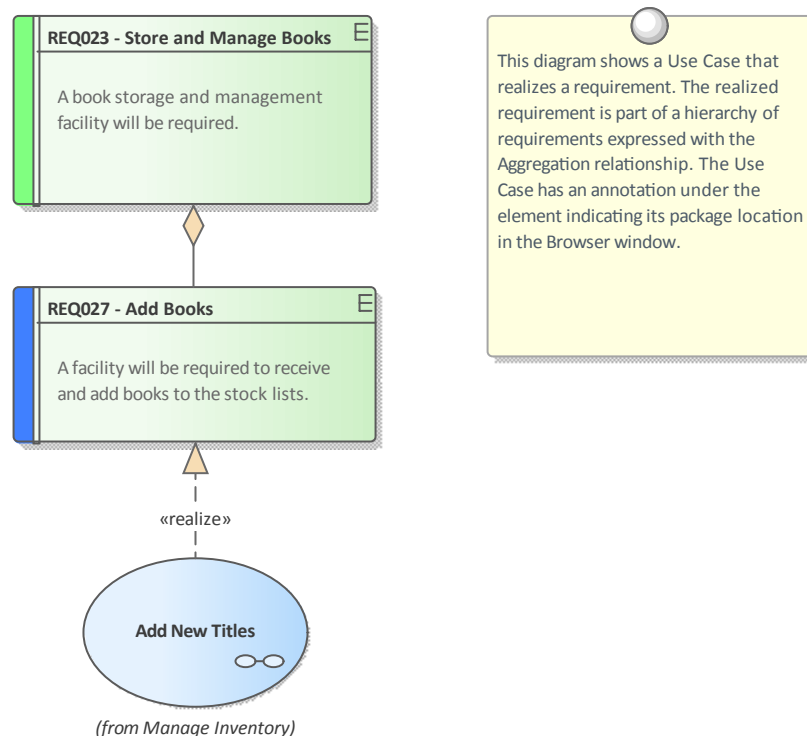 REQ023 - Store and Manage Books
E
A book storage and management
facility will be required.
This diagram shows a Use Case that
realizes a requirement. The realized
requirement is part of a hierarchy of
requirements expressed with the
Aggregation relationship. The Use
Case has an annotation under the
element indicating its package location
in the Browser window.
REQ027 - Add Books
E
A facility will be required to receive
and add books to the stock lists.
«realize»
Add New Titles
(from Manage Inventory)